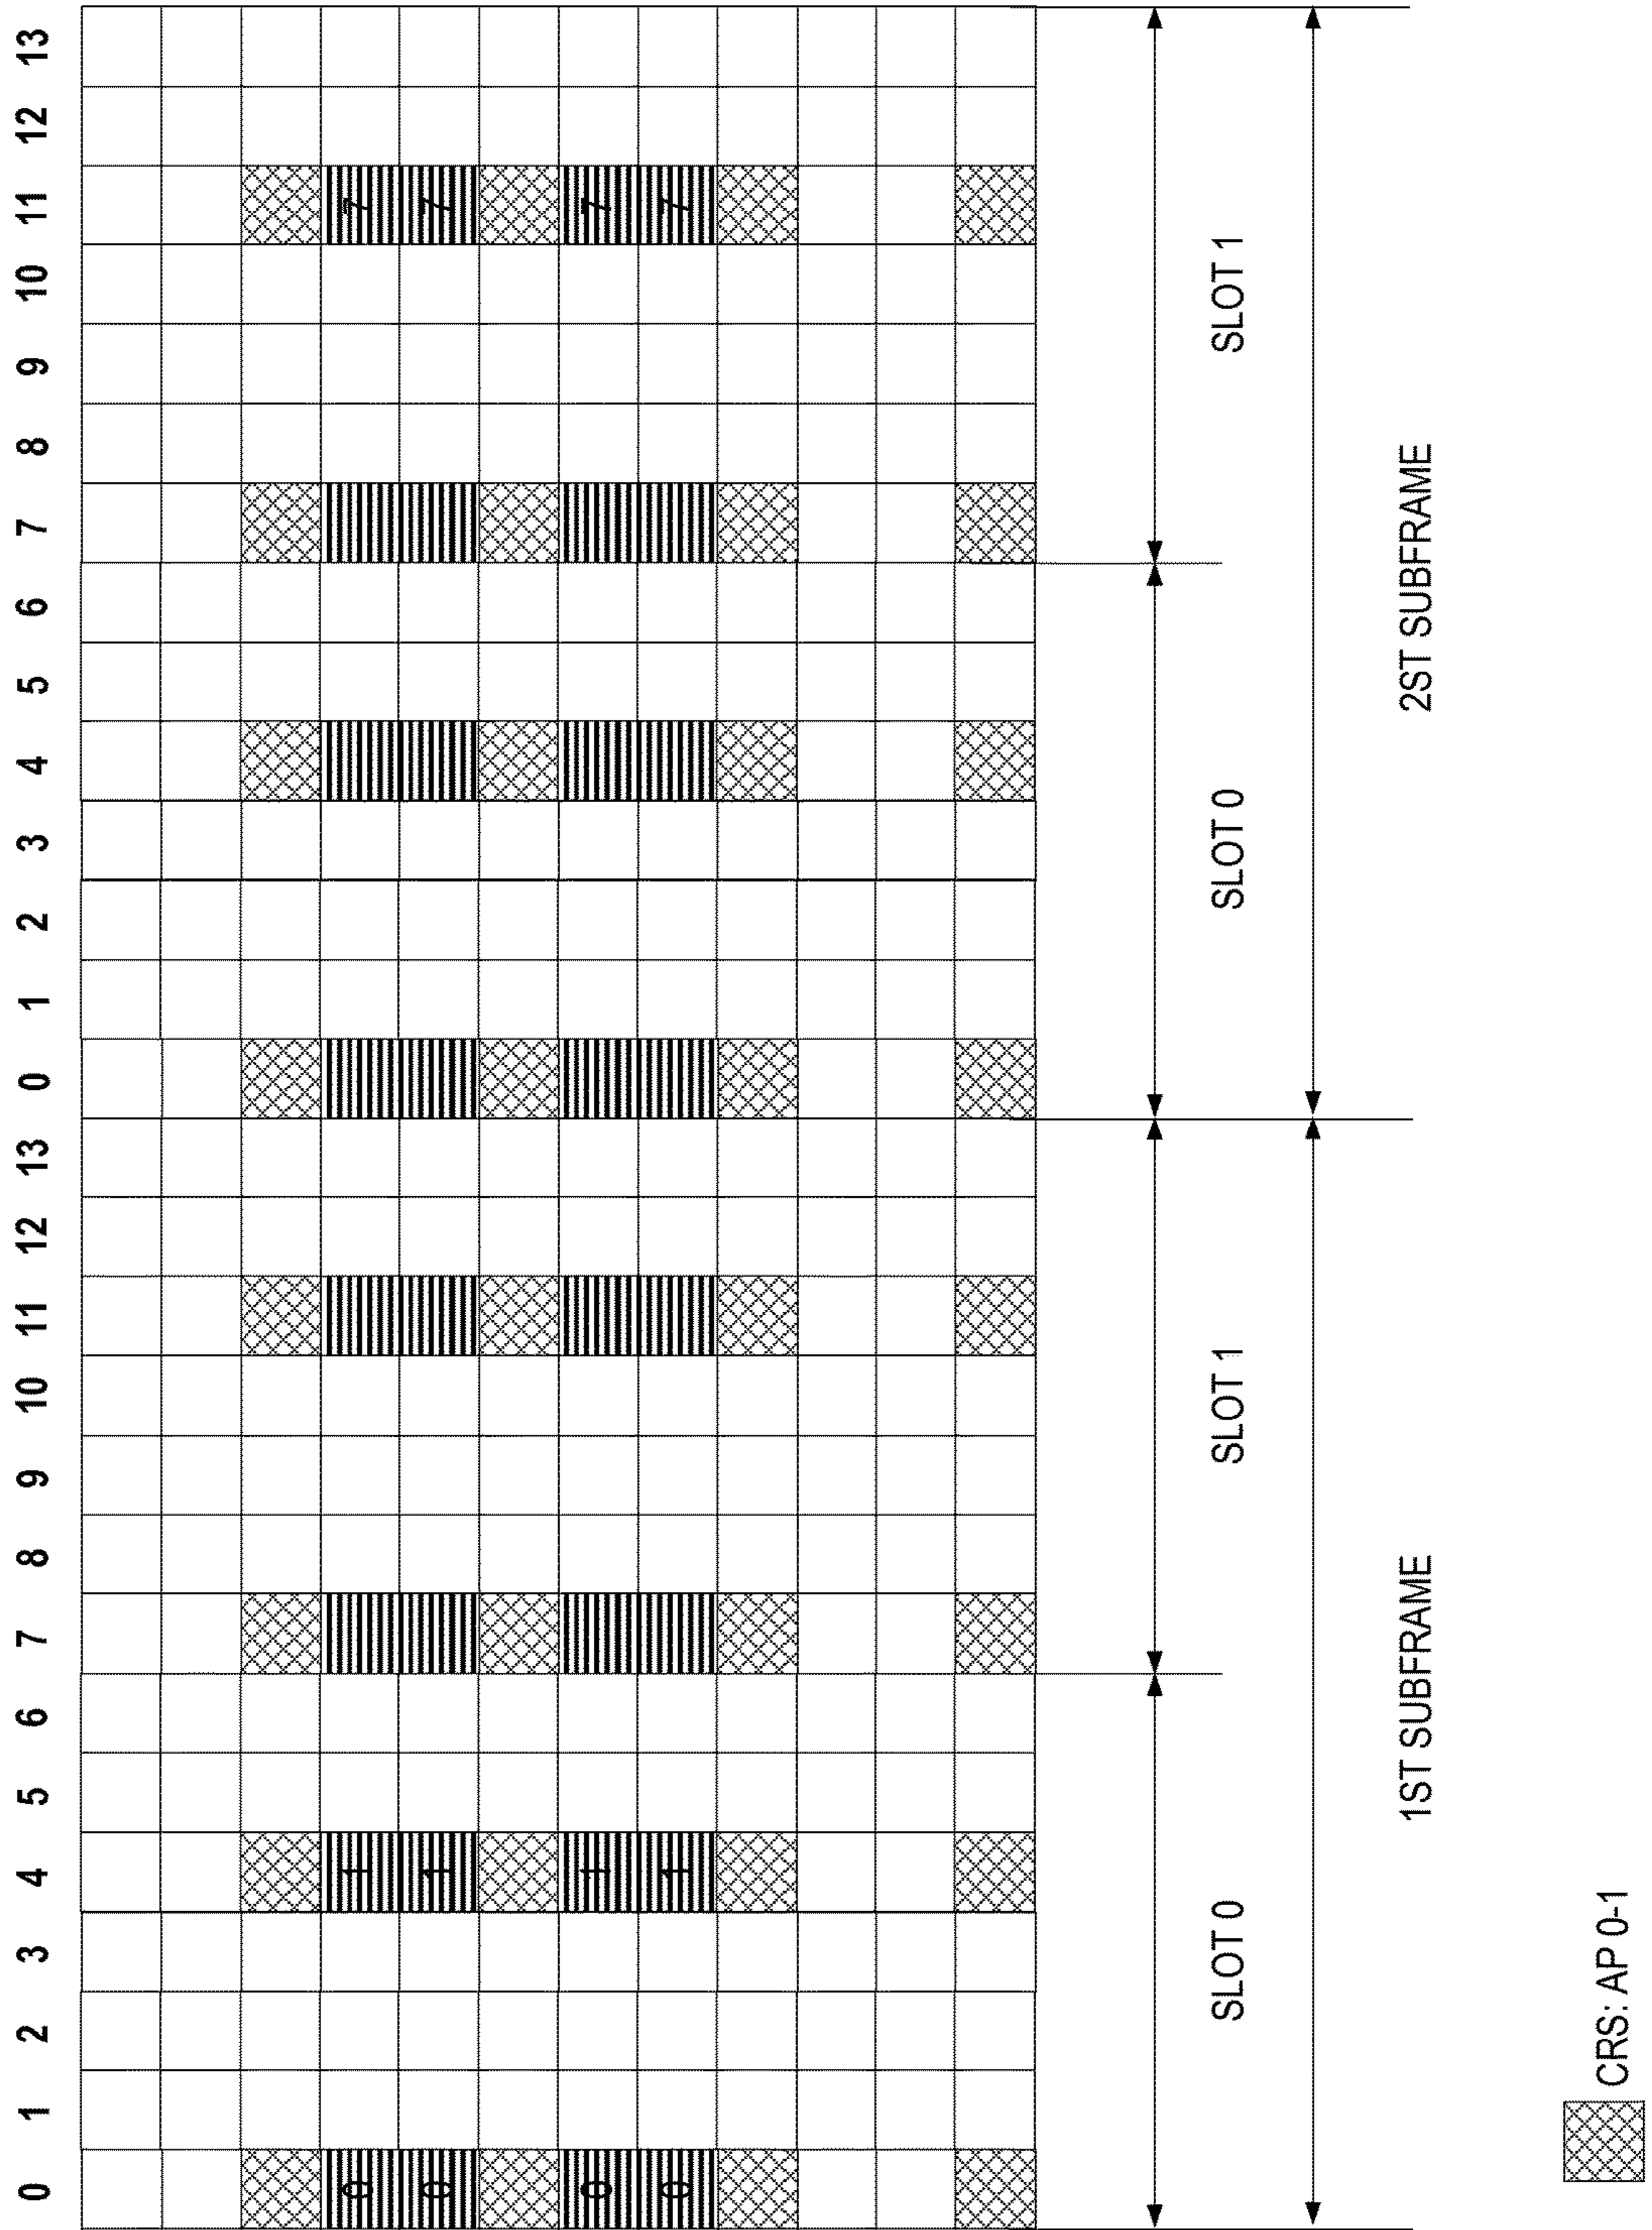 0 1 2 3 4 5 6 7 8 9 10 11 12 13 0 1 2 3 4 5 6 7 8 9 10 11 12 13
0 1 7
0 1 7
0 1 7
0 1 7
SLOT 0 SLOT 1 SLOT 0 SLOT 1
1ST SUBFRAME 2ST SUBFRAME
CRS: AP 0-1